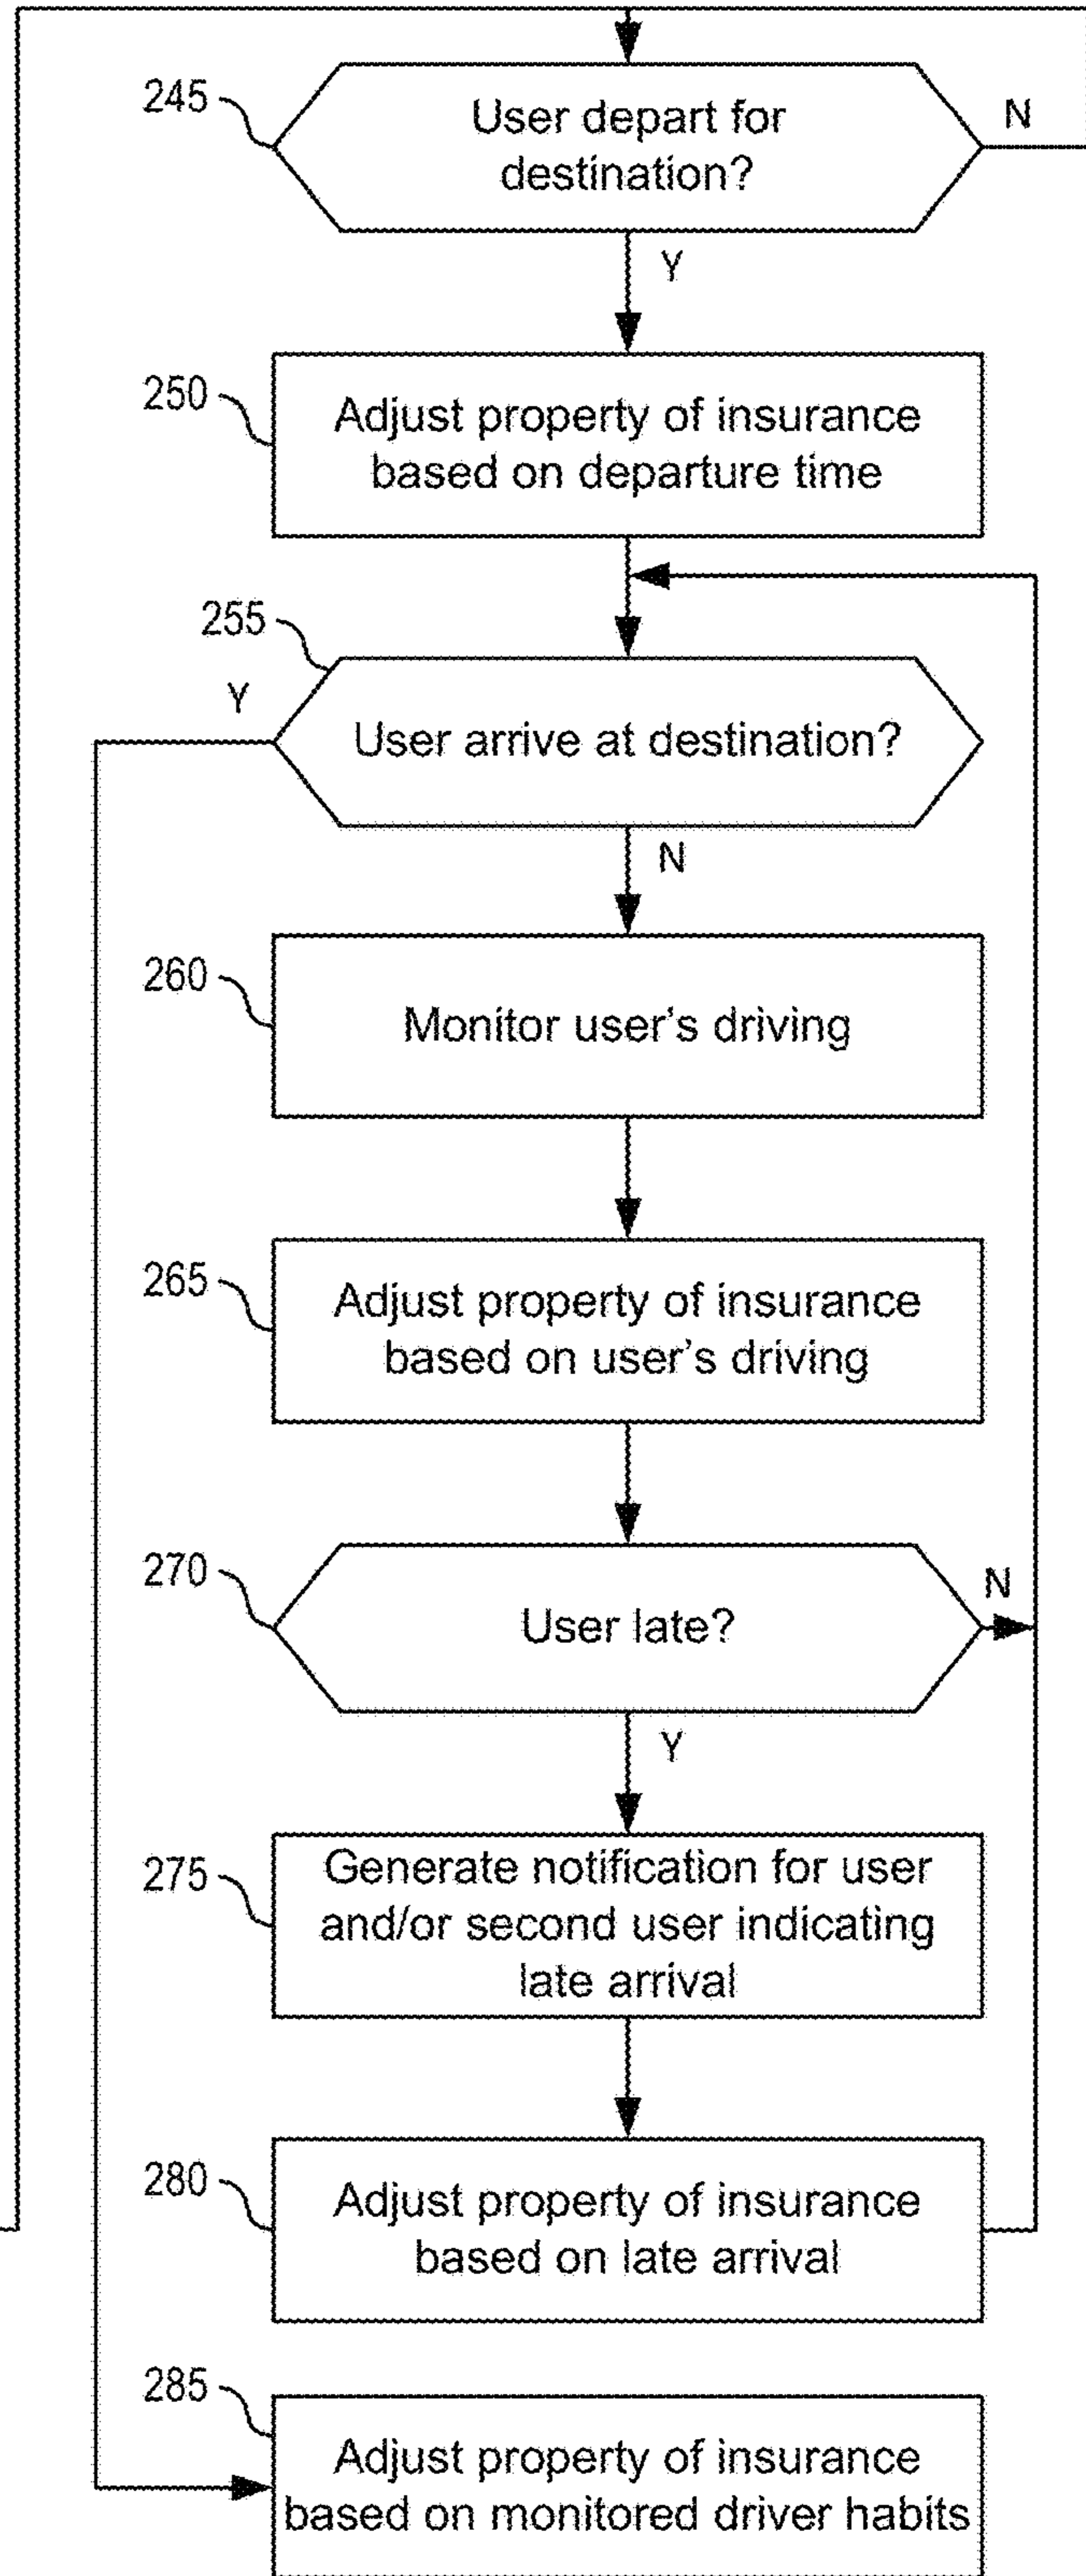 245
User depart for
destination?
N
Y
250
Adjust property of insurance
based on departure time
255
Y
User arrive at destination?
N
260
Monitor user's driving
265
Adjust property of insurance
based on user's driving
270
User late?
N
Y
275
Generate notification for user
and/or second user indicating
late arrival
280
Adjust property of insurance
based on late arrival
285
Adjust property of insurance
based on monitored driver habits